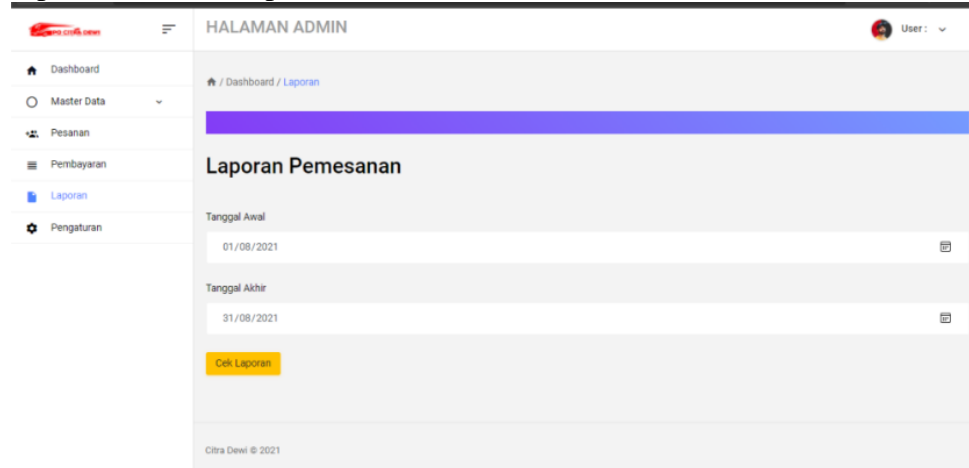 HALAMAN ADMIN
User :
Dashboard
Master Data
Pesanan
Pembayaran
Laporan
Pengaturan
/ Dashboard / Laporan
Laporan Pemesanan
Tanggal Awal
01/08/2021
Tanggal Akhir
31/08/2021
Cek Laporan
Citra Dewi © 2021